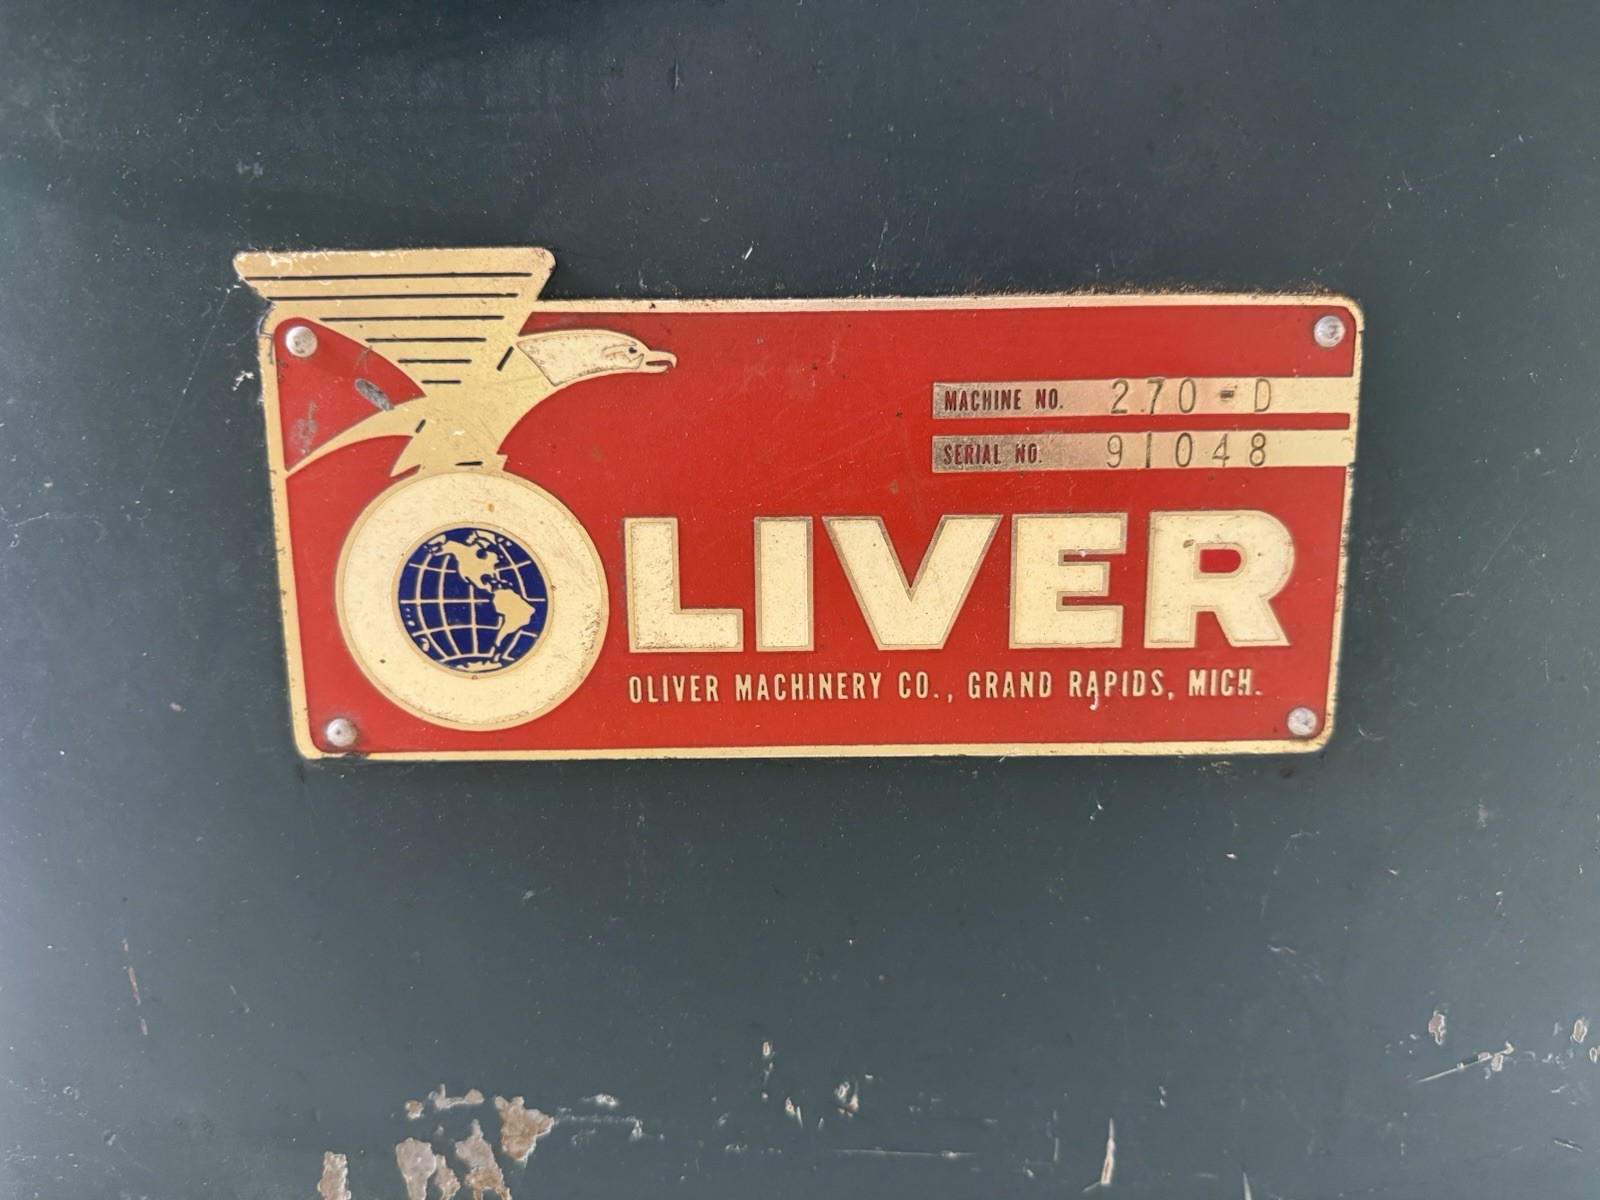 MACHINE NO. 270-D
SERIAL NO. 91048
OLIVER
OLIVER MACHINERY CO., GRAND RAPIDS, MICH.